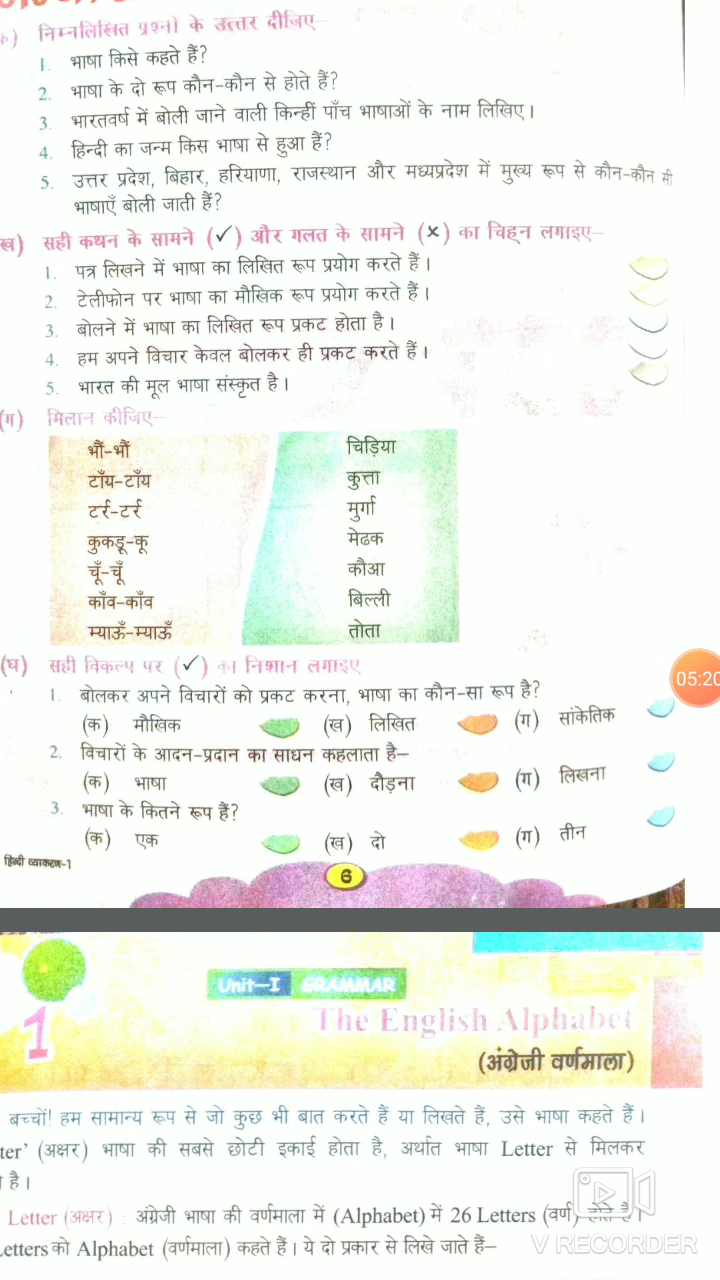 क) निम्नलिखित प्रश्नों के उत्तर दीजिए–
1. भाषा किसे कहते हैं?
2. भाषा के दो रूप कौन-कौन से होते हैं?
3. भारतवर्ष में बोली जाने वाली किन्हीं पाँच भाषाओं के नाम लिखिए।
4. हिन्दी का जन्म किस भाषा से हुआ हैं?
5. उत्तर प्रदेश, बिहार, हरियाणा, राजस्थान और मध्यप्रदेश में मुख्य रूप से कौन-कौन सी
भाषाएँ बोली जाती हैं?
ख) सही कथन के सामने (✓) और गलत के सामने (×) का चिह्न लगाइए–
1. पत्र लिखने में भाषा का लिखित रूप प्रयोग करते हैं।
2. टेलीफोन पर भाषा का मौखिक रूप प्रयोग करते हैं।
3. बोलने में भाषा का लिखित रूप प्रकट होता है।
4. हम अपने विचार केवल बोलकर ही प्रकट करते हैं।
5. भारत की मूल भाषा संस्कृत है।
(ग) मिलान कीजिए–
भौं-भौं चिड़िया
टाँय-टाँय कुत्ता
टर्र-टर्र मुर्गा
कुकड़ू-कू मेढक
चूँ-चूँ कौआ
काँव-काँव बिल्ली
म्याऊँ-म्याऊँ तोता
(घ) सही विकल्प पर (✓) का निशान लगाइए
1. बोलकर अपने विचारों को प्रकट करना, भाषा का कौन-सा रूप है?
(क) मौखिक (ख) लिखित (ग) सांकेतिक
2. विचारों के आदन-प्रदान का साधन कहलाता है–
(क) भाषा (ख) दौड़ना (ग) लिखना
3. भाषा के कितने रूप हैं?
(क) एक (ख) दो (ग) तीन
हिन्दी व्याकरण-1
6
05:20
Unit–I GRAMMAR
1 The English Alphabet
(अंग्रेजी वर्णमाला)
बच्चों! हम सामान्य रूप से जो कुछ भी बात करते हैं या लिखते हैं, उसे भाषा कहते हैं।
ter' (अक्षर) भाषा की सबसे छोटी इकाई होता है, अर्थात भाषा Letter से मिलकर
है।
Letter (अक्षर) : अंग्रेजी भाषा की वर्णमाला में (Alphabet) में 26 Letters (वर्ण) होते हैं।
etters को Alphabet (वर्णमाला) कहते हैं। ये दो प्रकार से लिखे जाते हैं–
V RECORDER